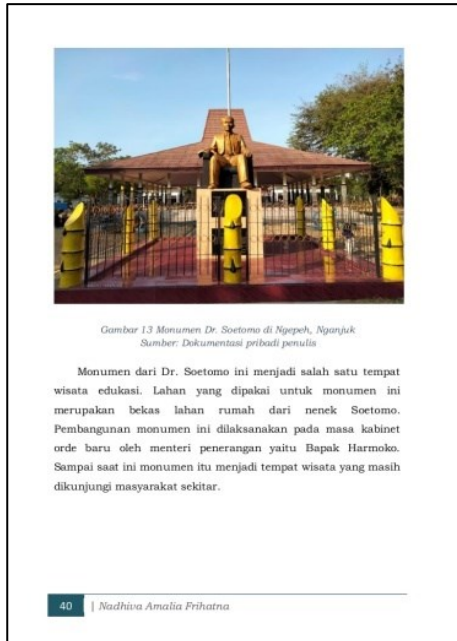 Gambar 13 Monumen Dr. Soetomo di Ngepeh, Nganjuk
Sumber: Dokumentasi pribadi penulis
Monumen dari Dr. Soetomo ini menjadi salah satu tempat
wisata edukasi. Lahan yang dipakai untuk monumen ini
merupakan bekas lahan rumah dari nenek Soetomo.
Pembangunan monumen ini dilaksanakan pada masa kabinet
orde baru oleh menteri penerangan yaitu Bapak Harmoko.
Sampai saat ini monumen itu menjadi tempat wisata yang masih
dikunjungi masyarakat sekitar.
40 | Nadhiva Amalia Frihatna